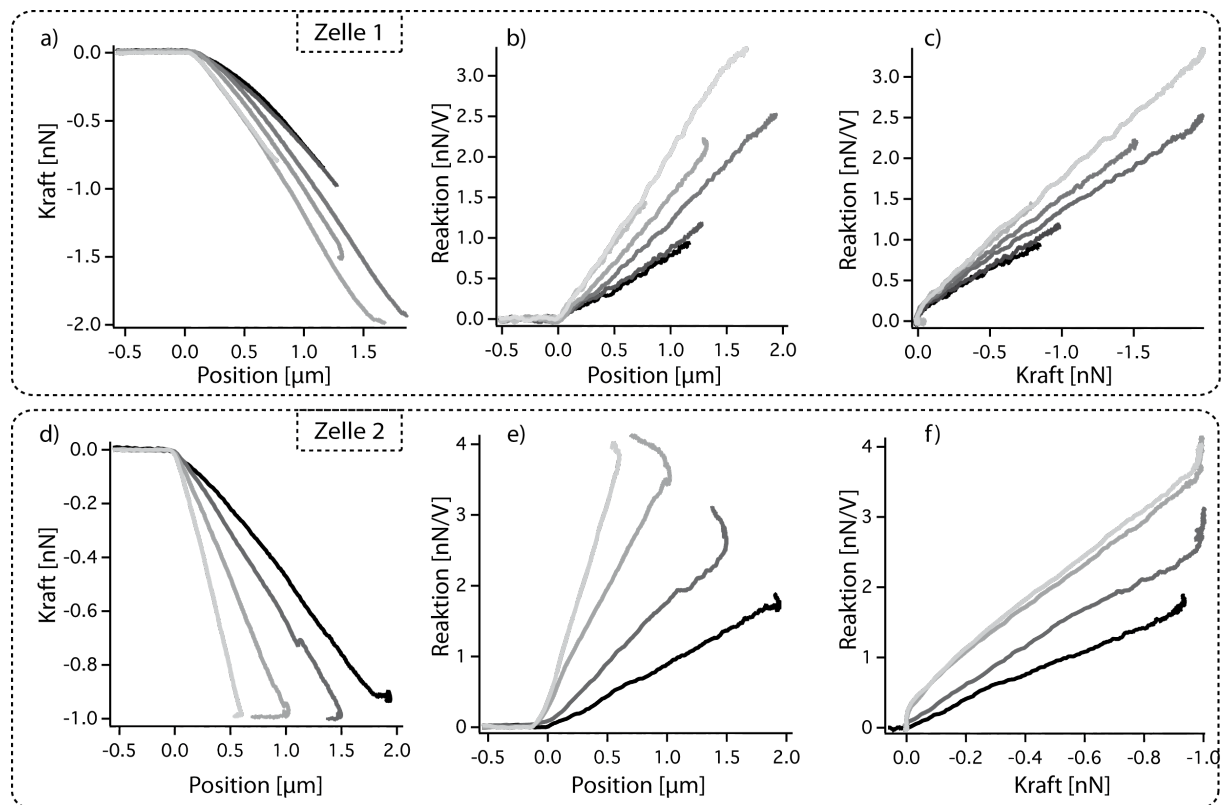 Zelle 1
a)
Kraft [nN]
0.0
-0.5
-1.0
-1.5
-2.0
-0.5 0.0 0.5 1.0 1.5
Position [µm]
b)
Reaktion [nN/V]
3.0
2.5
2.0
1.5
1.0
0.5
0.0
-0.5 0.0 0.5 1.0 1.5 2.0
Position [µm]
c)
Reaktion [nN/V]
3.0
2.5
2.0
1.5
1.0
0.5
0.0
0.0 -0.5 -1.0 -1.5
Kraft [nN]
Zelle 2
d)
Kraft [nN]
0.0
-0.2
-0.4
-0.6
-0.8
-1.0
-0.5 0.0 0.5 1.0 1.5 2.0
Position [µm]
e)
Reaktion [nN/V]
4
3
2
1
0
-0.5 0.0 0.5 1.0 1.5 2.0
Position [µm]
f)
Reaktion [nN/V]
4
3
2
1
0
0.0 -0.2 -0.4 -0.6 -0.8 -1.0
Kraft [nN]